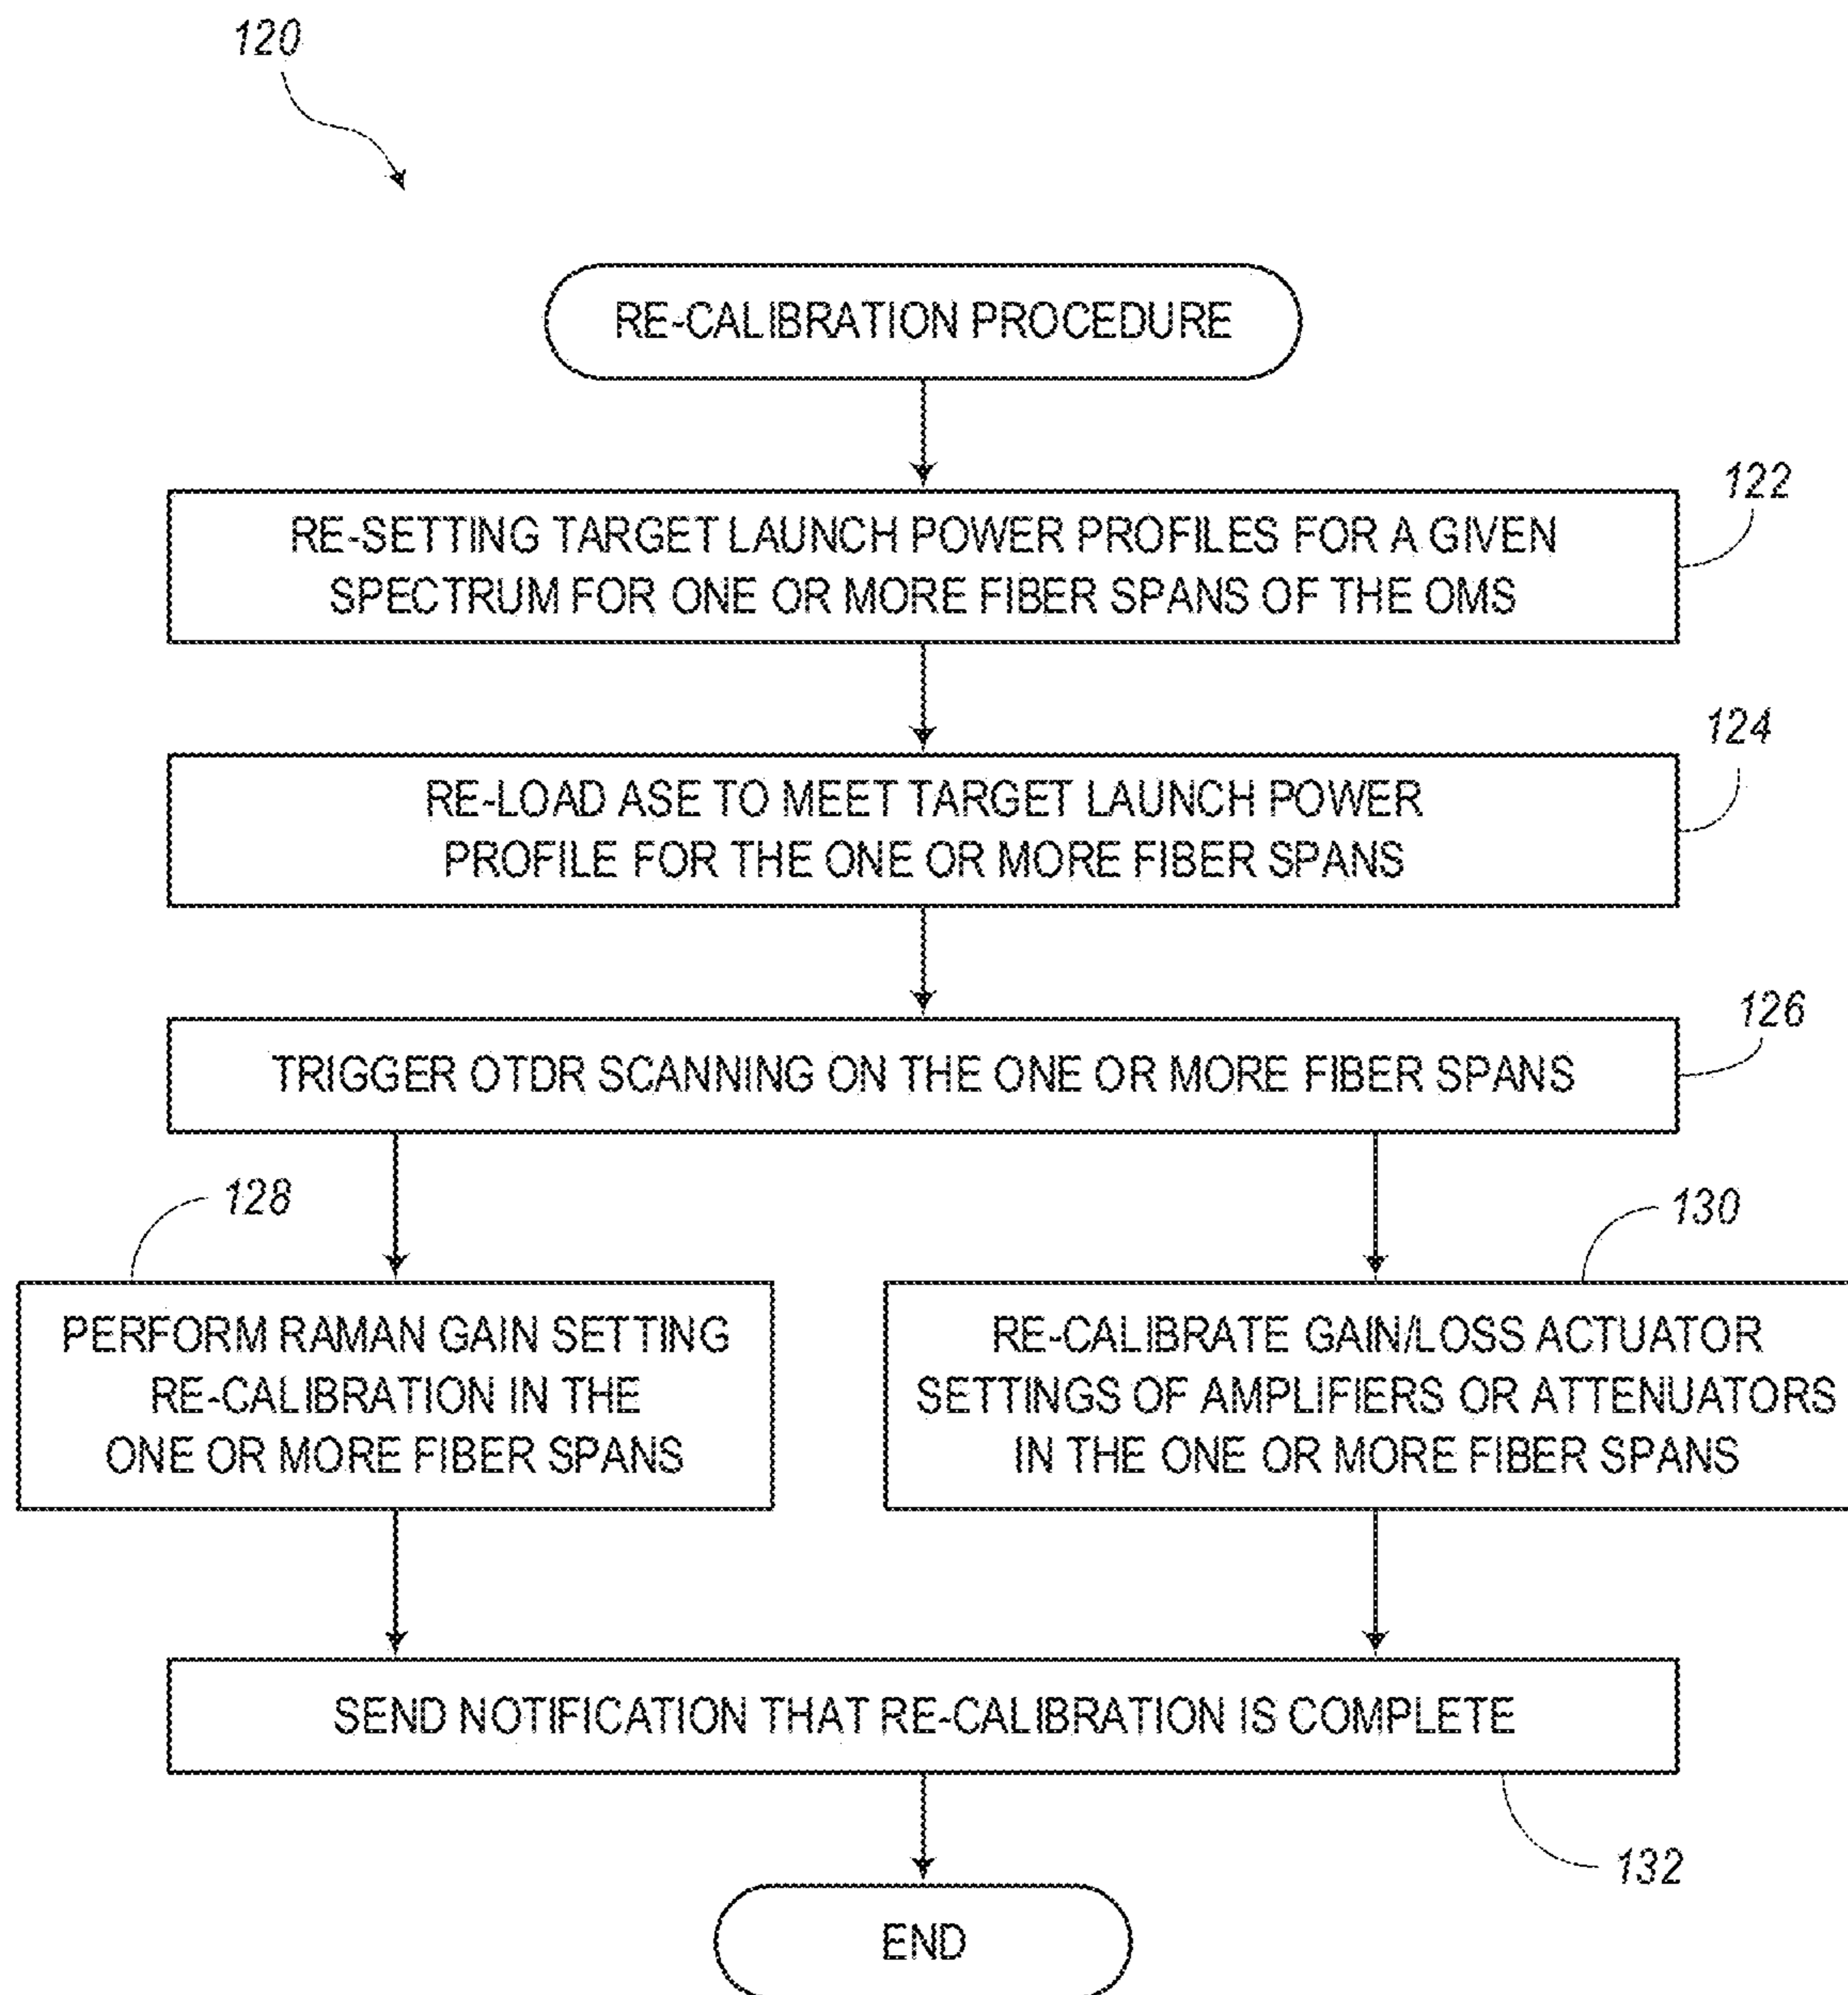 120
RE-CALIBRATION PROCEDURE
122
RE-SETTING TARGET LAUNCH POWER PROFILES FOR A GIVEN
SPECTRUM FOR ONE OR MORE FIBER SPANS OF THE OMS
124
RE-LOAD ASE TO MEET TARGET LAUNCH POWER
PROFILE FOR THE ONE OR MORE FIBER SPANS
126
TRIGGER OTDR SCANNING ON THE ONE OR MORE FIBER SPANS
128
PERFORM RAMAN GAIN SETTING
RE-CALIBRATION IN THE
ONE OR MORE FIBER SPANS
130
RE-CALIBRATE GAIN/LOSS ACTUATOR
SETTINGS OF AMPLIFIERS OR ATTENUATORS
IN THE ONE OR MORE FIBER SPANS
SEND NOTIFICATION THAT RE-CALIBRATION IS COMPLETE
132
END